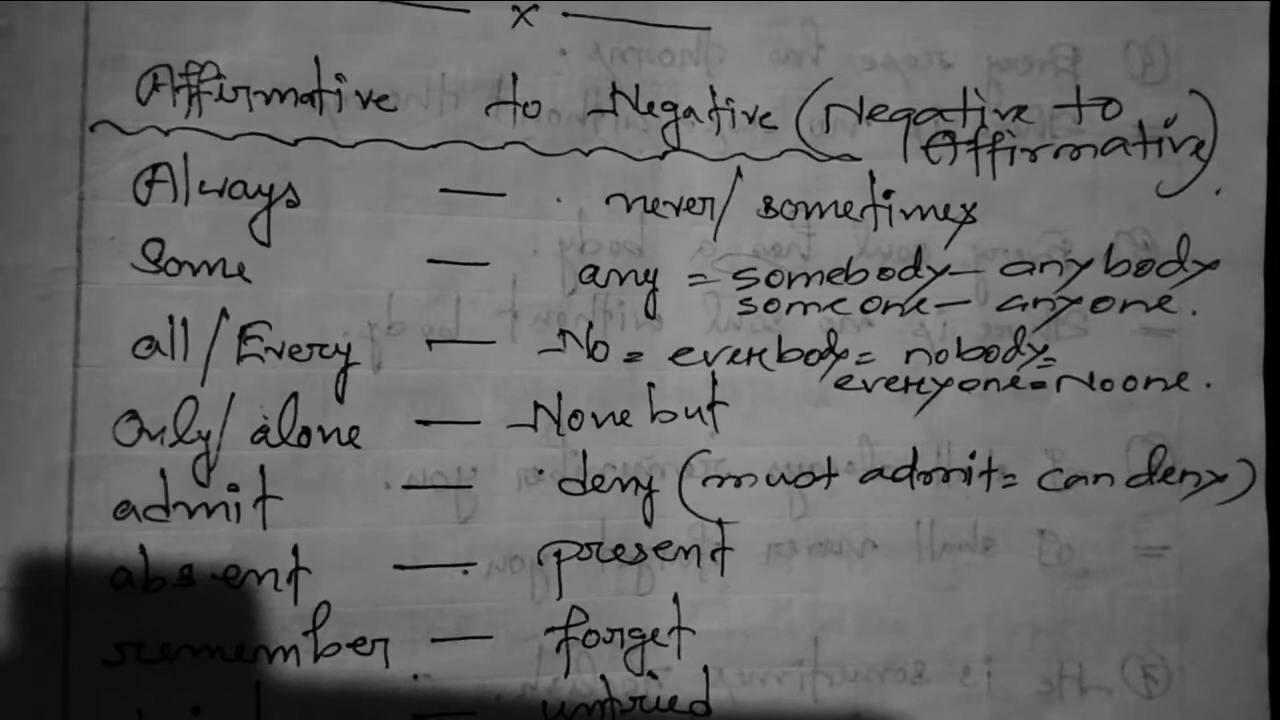 x
Affirmative to Negative (Negative to
Affirmative).
Always — never/ sometimes
Some — any = somebody — anybody
someone — anyone.
all/Every — No = everybody = nobody =
everyone = No one.
Only/alone — None but
admit — deny (must admit = can deny)
absent — present
remember — forget
— untried